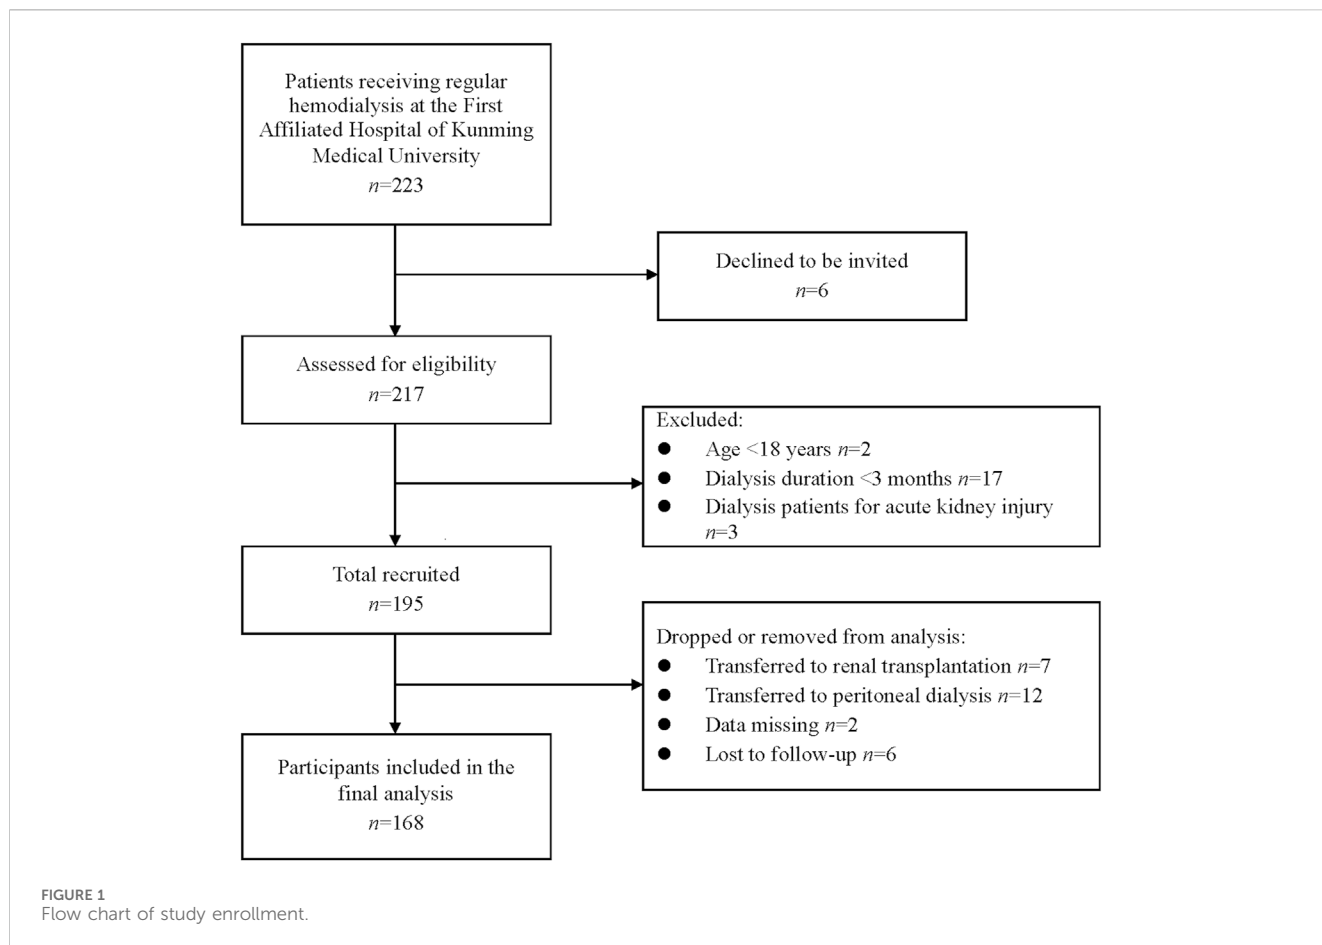 Patients receiving regular
hemodialysis at the First
Affiliated Hospital of Kunming
Medical University
n=223
Declined to be invited
n=6
Assessed for eligibility
n=217
Excluded:
● Age <18 years n=2
● Dialysis duration <3 months n=17
● Dialysis patients for acute kidney injury
n=3
Total recruited
n=195
Dropped or removed from analysis:
● Transferred to renal transplantation n=7
● Transferred to peritoneal dialysis n=12
● Data missing n=2
● Lost to follow-up n=6
Participants included in the
final analysis
n=168
FIGURE 1
Flow chart of study enrollment.